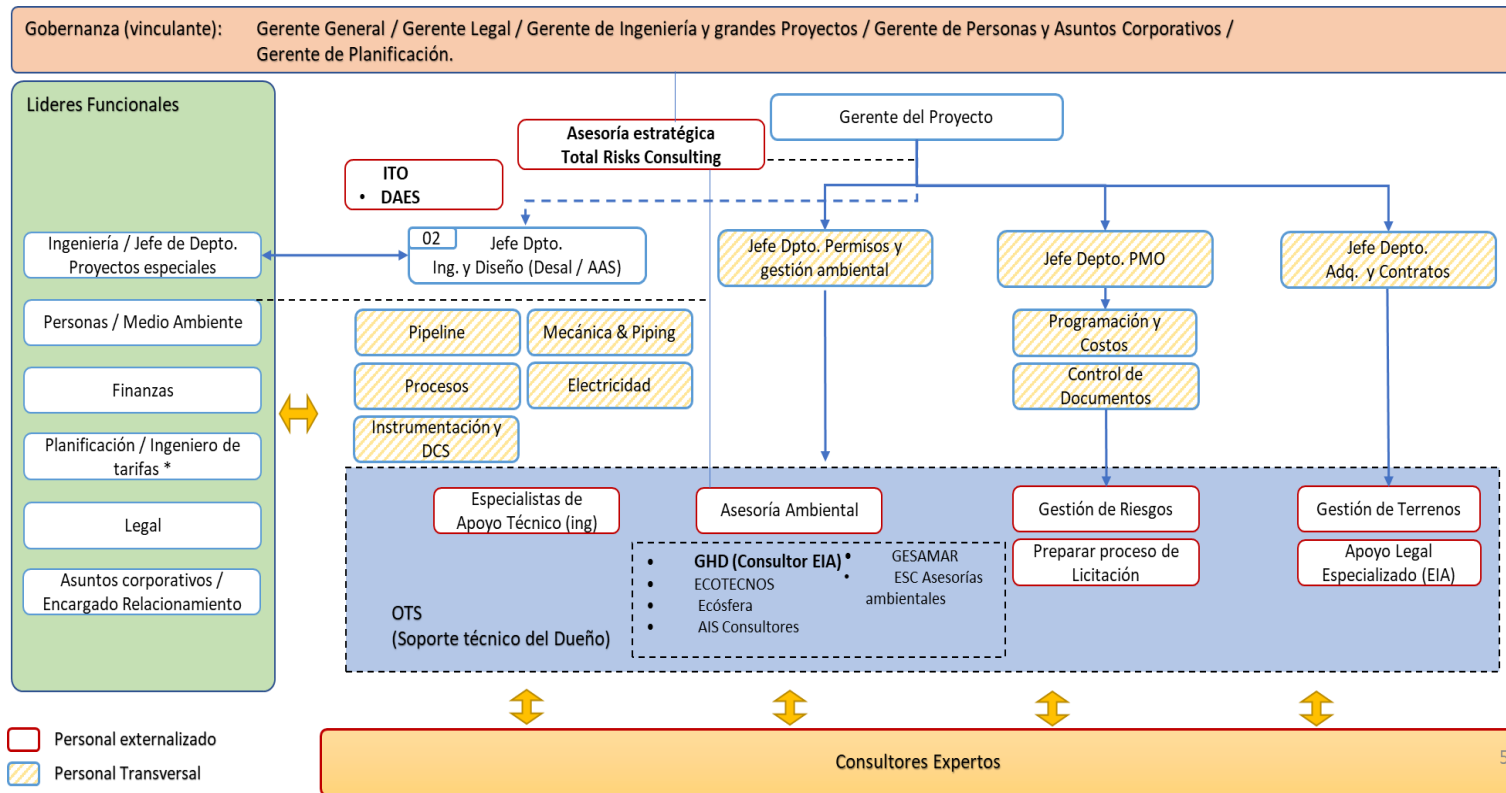 Gobernanza (vinculante): Gerente General / Gerente Legal / Gerente de Ingeniería y grandes Proyectos / Gerente de Personas y Asuntos Corporativos /
Gerente de Planificación.
Lideres Funcionales
Gerente del Proyecto
Asesoría estratégica
Total Risks Consulting
ITO
• DAES
Ingeniería / Jefe de Depto.
Proyectos especiales
02
Jefe Dpto.
Ing. y Diseño (Desal / AAS)
Jefe Dpto. Permisos y
gestión ambiental
Jefe Depto. PMO
Jefe Depto.
Adq. y Contratos
Personas / Medio Ambiente
Pipeline
Mecánica & Piping
Programación y
Costos
Finanzas
Procesos
Electricidad
Control de
Documentos
Instrumentación y
DCS
Planificación / Ingeniero de
tarifas *
Legal
Asuntos corporativos /
Encargado Relacionamiento
Especialistas de
Apoyo Técnico (ing)
Asesoría Ambiental
Gestión de Riesgos
Gestión de Terrenos
Preparar proceso de
Licitación
Apoyo Legal
Especializado (EIA)
• GHD (Consultor EIA)
• ECOTECNOS
• Ecósfera
• AIS Consultores
• GESAMAR
• ESC Asesorías
ambientales
OTS
(Soporte técnico del Dueño)
Personal externalizado
Personal Transversal
Consultores Expertos
5